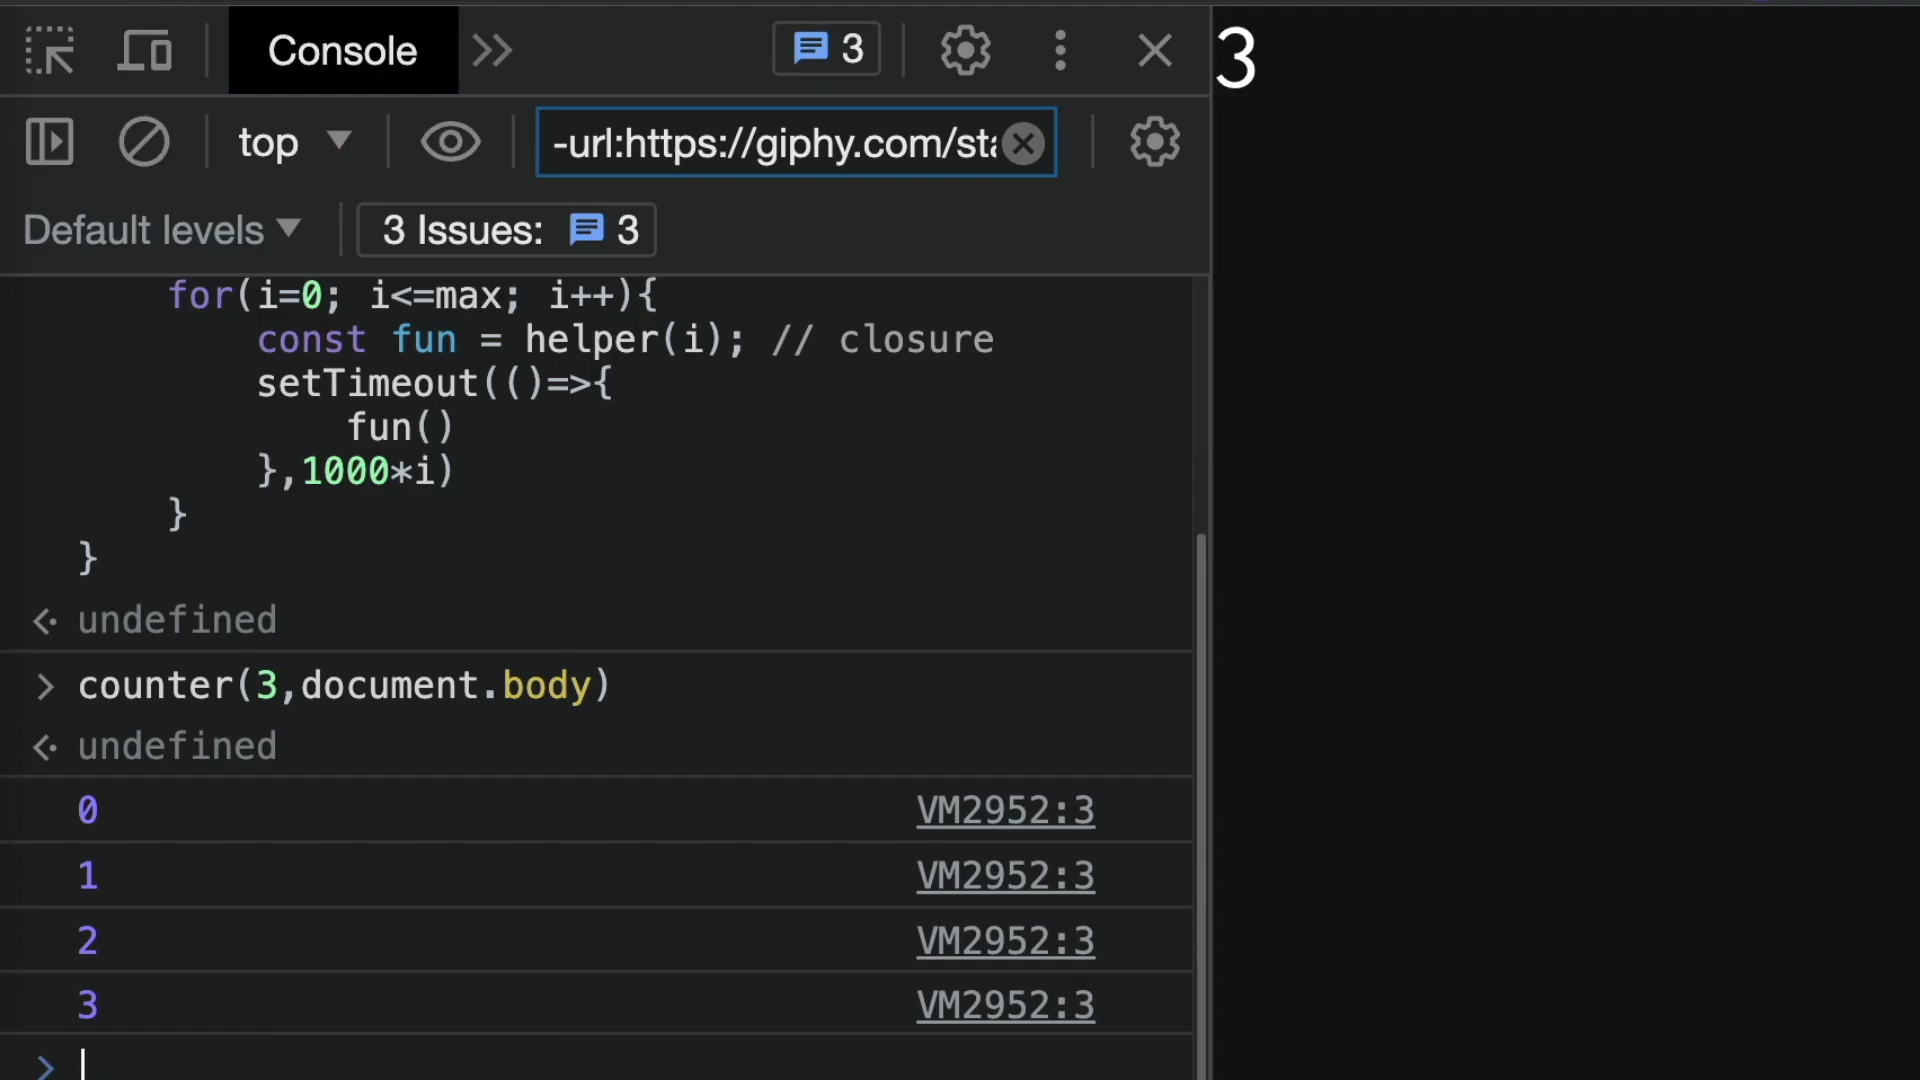 Console 3
top -url:https://giphy.com/sta
Default levels 3 Issues: 3
for(i=0; i<=max; i++){
const fun = helper(i); // closure
setTimeout(()=>{
fun()
},1000*i)
}
}
undefined
counter(3,document.body)
undefined
0 VM2952:3
1 VM2952:3
2 VM2952:3
3 VM2952:3
3